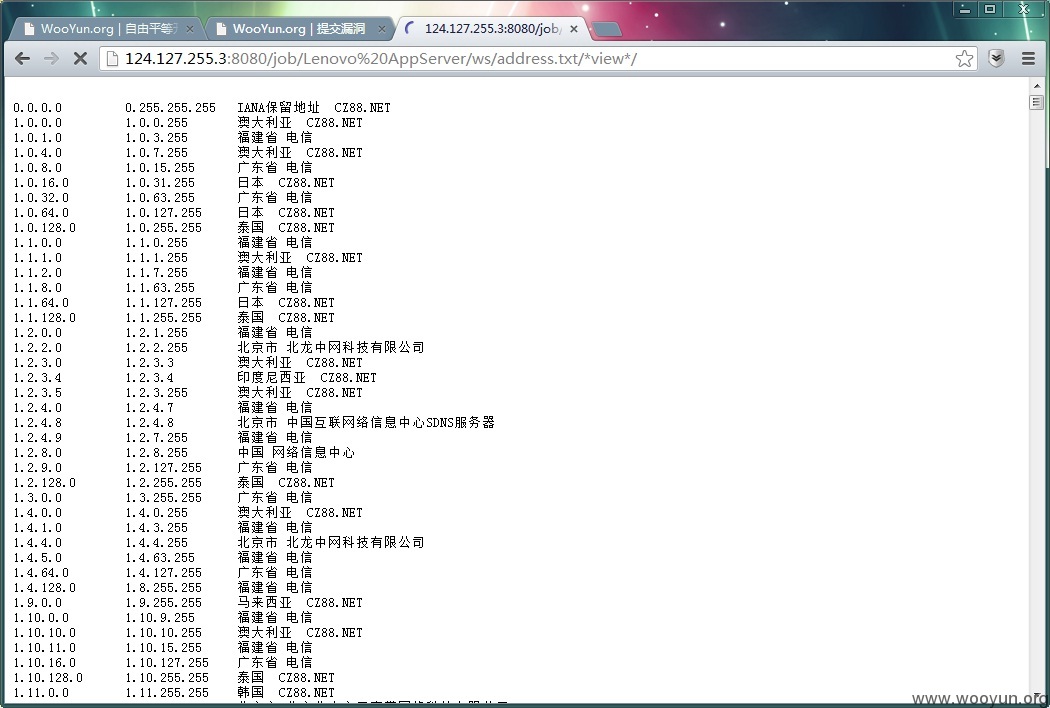 WooYun.org | 自由平等
WooYun.org | 提交漏洞
124.127.255.3:8080/job/
124.127.255.3:8080/job/Lenovo%20AppServer/ws/address.txt/*view*/
0.0.0.0 0.255.255.255 IANA保留地址 CZ88.NET
1.0.0.0 1.0.0.255 澳大利亚 CZ88.NET
1.0.1.0 1.0.3.255 福建省 电信
1.0.4.0 1.0.7.255 澳大利亚 CZ88.NET
1.0.8.0 1.0.15.255 广东省 电信
1.0.16.0 1.0.31.255 日本 CZ88.NET
1.0.32.0 1.0.63.255 广东省 电信
1.0.64.0 1.0.127.255 日本 CZ88.NET
1.0.128.0 1.0.255.255 泰国 CZ88.NET
1.1.0.0 1.1.0.255 福建省 电信
1.1.1.0 1.1.1.255 澳大利亚 CZ88.NET
1.1.2.0 1.1.7.255 福建省 电信
1.1.8.0 1.1.63.255 广东省 电信
1.1.64.0 1.1.127.255 日本 CZ88.NET
1.1.128.0 1.1.255.255 泰国 CZ88.NET
1.2.0.0 1.2.1.255 福建省 电信
1.2.2.0 1.2.2.255 北京市 北龙中网科技有限公司
1.2.3.0 1.2.3.3 澳大利亚 CZ88.NET
1.2.3.4 1.2.3.4 印度尼西亚 CZ88.NET
1.2.3.5 1.2.3.255 澳大利亚 CZ88.NET
1.2.4.0 1.2.4.7 福建省 电信
1.2.4.8 1.2.4.8 北京市 中国互联网络信息中心SDNS服务器
1.2.4.9 1.2.7.255 福建省 电信
1.2.8.0 1.2.8.255 中国 网络信息中心
1.2.9.0 1.2.127.255 广东省 电信
1.2.128.0 1.2.255.255 泰国 CZ88.NET
1.3.0.0 1.3.255.255 广东省 电信
1.4.0.0 1.4.0.255 澳大利亚 CZ88.NET
1.4.1.0 1.4.3.255 福建省 电信
1.4.4.0 1.4.4.255 北京市 北龙中网科技有限公司
1.4.5.0 1.4.63.255 福建省 电信
1.4.64.0 1.4.127.255 广东省 电信
1.4.128.0 1.8.255.255 福建省 电信
1.9.0.0 1.9.255.255 马来西亚 CZ88.NET
1.10.0.0 1.10.9.255 福建省 电信
1.10.10.0 1.10.10.255 澳大利亚 CZ88.NET
1.10.11.0 1.10.15.255 福建省 电信
1.10.16.0 1.10.127.255 广东省 电信
1.10.128.0 1.10.255.255 泰国 CZ88.NET
1.11.0.0 1.11.255.255 韩国 CZ88.NET
www.wooyun.org